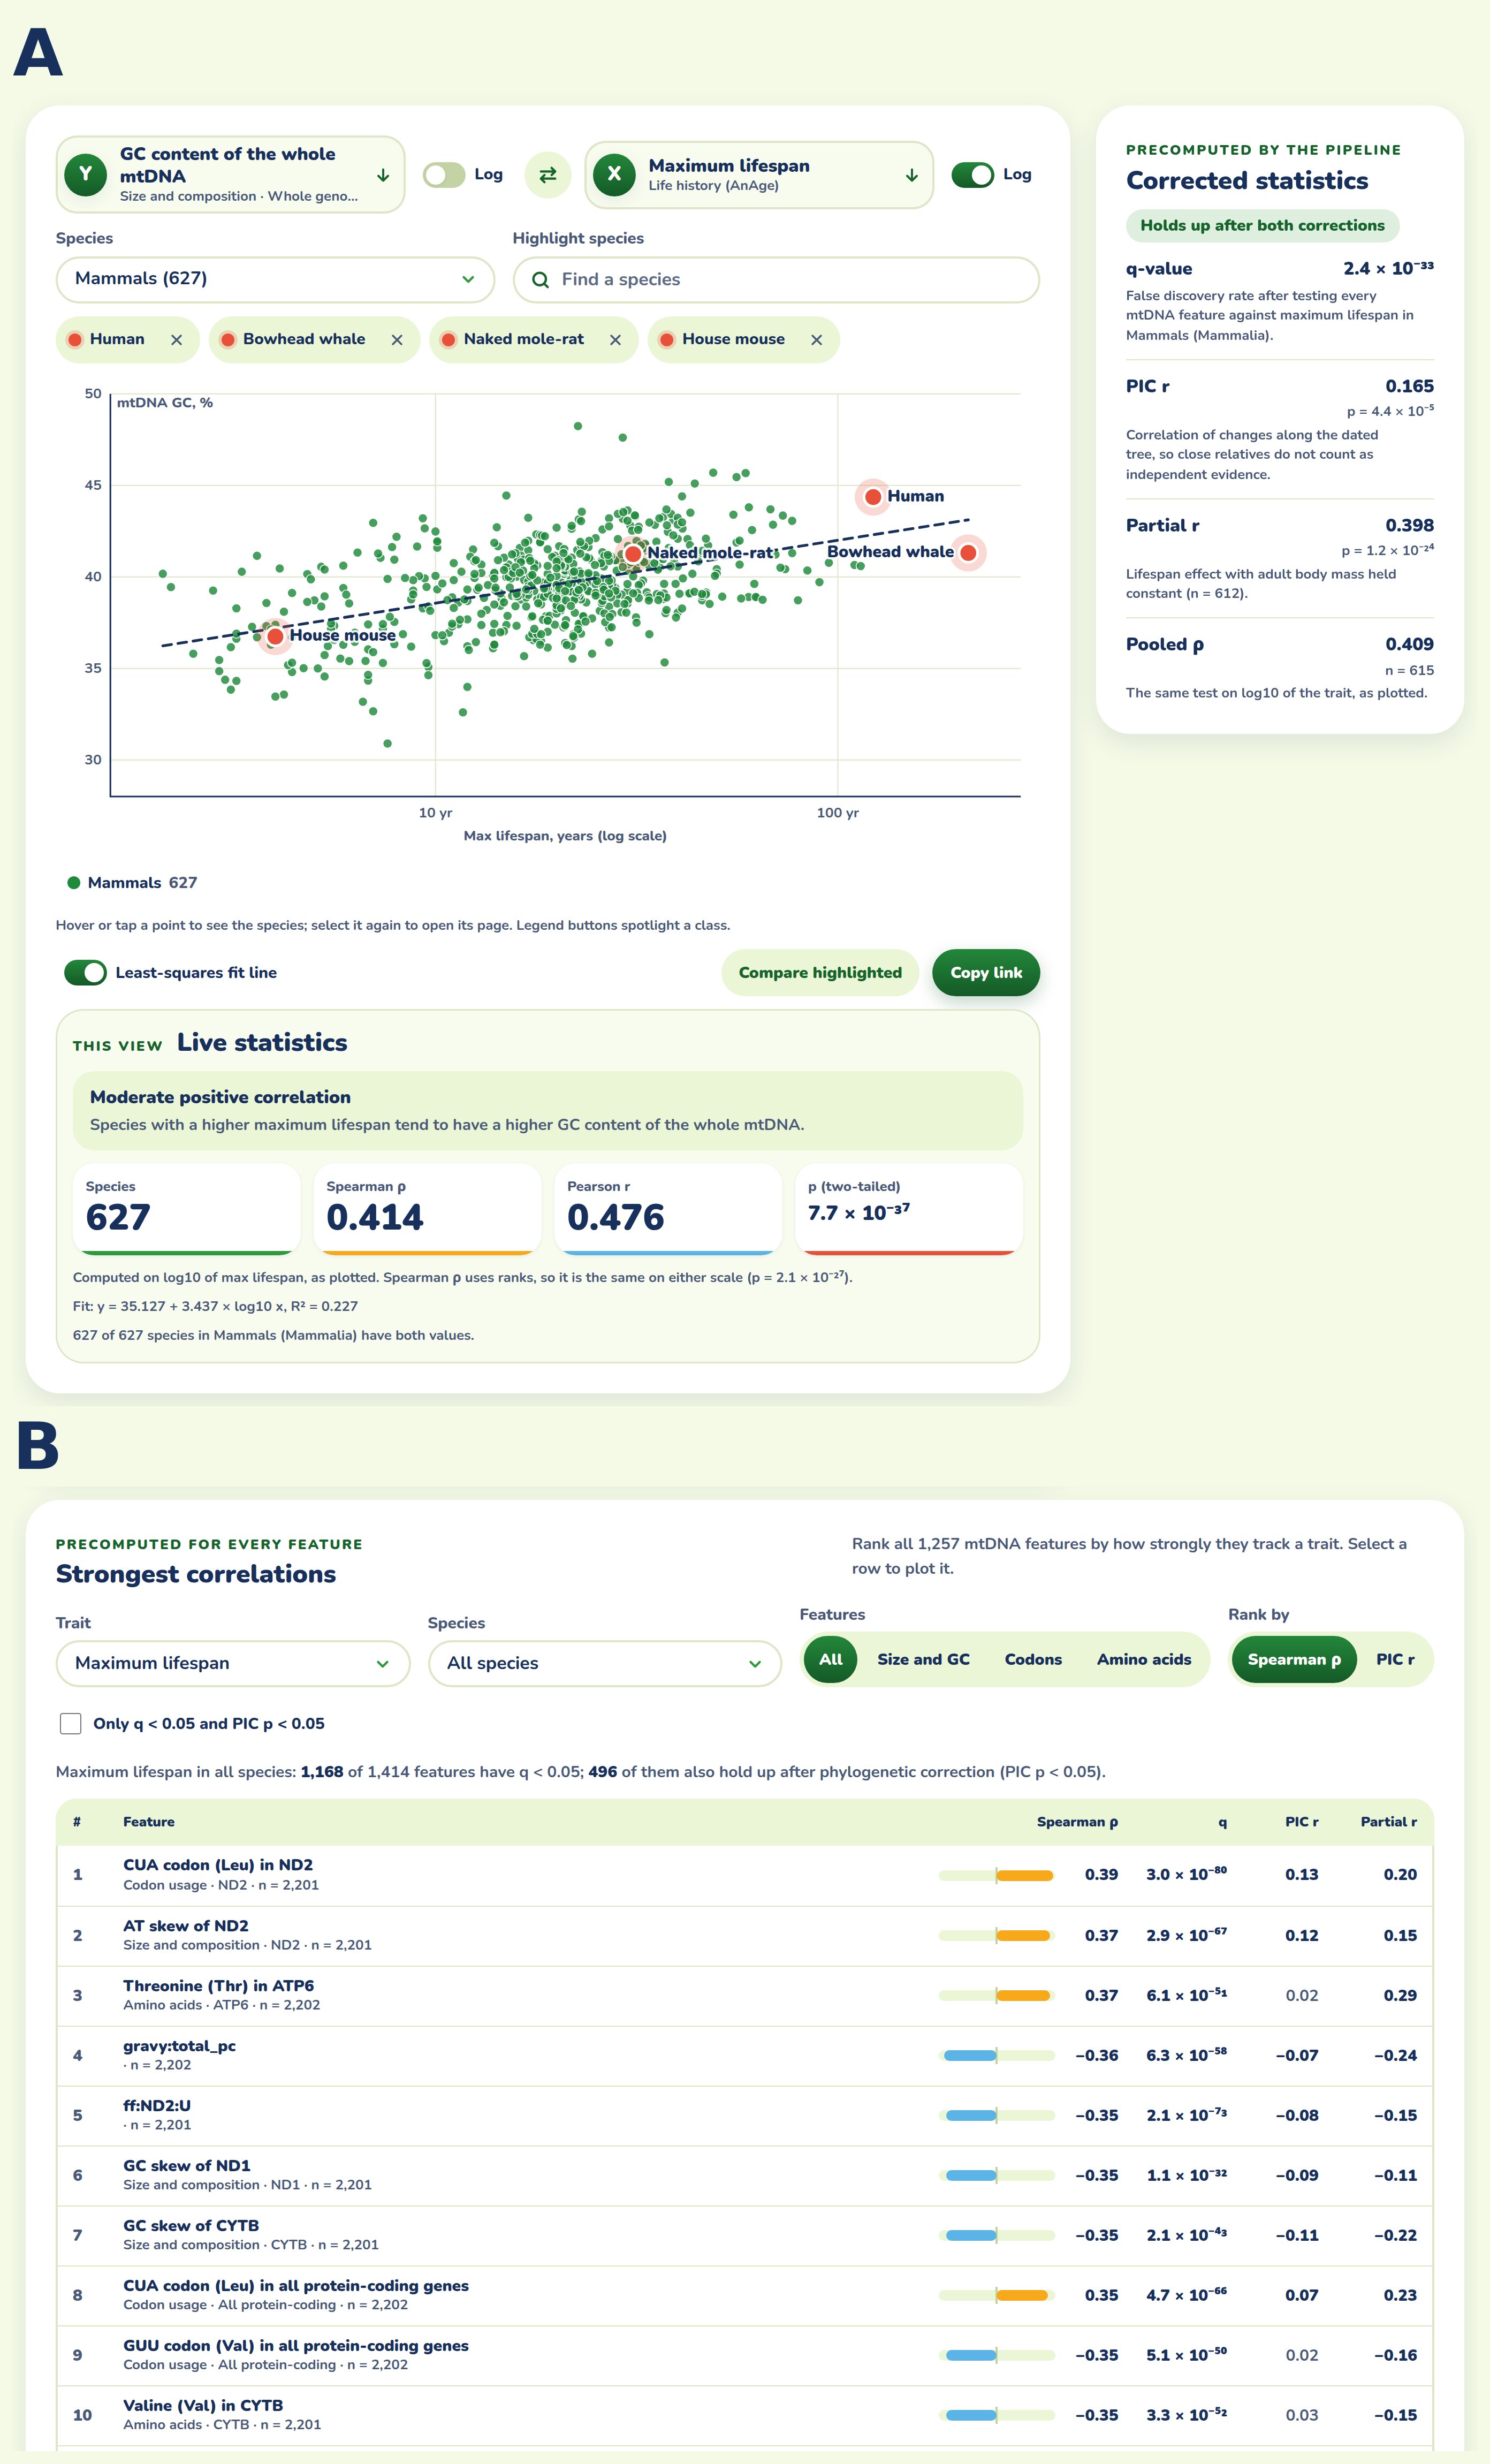 A
Y
GC content of the whole
mtDNA
Size and composition · Whole geno...
Log
X
Maximum lifespan
Life history (AnAge)
Log
Species
Highlight species
Mammals (627)
Find a species
Human
Bowhead whale
Naked mole-rat
House mouse
mtDNA GC, %
50
45
40
35
30
Human
Naked mole-rat
Bowhead whale
House mouse
10 yr
100 yr
Max lifespan, years (log scale)
Mammals 627
Hover or tap a point to see the species; select it again to open its page. Legend buttons spotlight a class.
Least-squares fit line
Compare highlighted
Copy link
THIS VIEW Live statistics
Moderate positive correlation
Species with a higher maximum lifespan tend to have a higher GC content of the whole mtDNA.
Species
627
Spearman ρ
0.414
Pearson r
0.476
p (two-tailed)
7.7 × 10⁻³⁷
Computed on log10 of max lifespan, as plotted. Spearman ρ uses ranks, so it is the same on either scale (p = 2.1 × 10⁻²⁷).
Fit: y = 35.127 + 3.437 × log10 x, R² = 0.227
627 of 627 species in Mammals (Mammalia) have both values.
PRECOMPUTED BY THE PIPELINE
Corrected statistics
Holds up after both corrections
q-value 2.4 × 10⁻³³
False discovery rate after testing every
mtDNA feature against maximum lifespan in
Mammals (Mammalia).
PIC r 0.165
p = 4.4 × 10⁻⁵
Correlation of changes along the dated
tree, so close relatives do not count as
independent evidence.
Partial r 0.398
p = 1.2 × 10⁻²⁴
Lifespan effect with adult body mass held
constant (n = 612).
Pooled ρ 0.409
n = 615
The same test on log10 of the trait, as plotted.
B
PRECOMPUTED FOR EVERY FEATURE
Strongest correlations
Rank all 1,257 mtDNA features by how strongly they track a trait. Select a
row to plot it.
Trait
Maximum lifespan
Species
All species
Features
All Size and GC Codons Amino acids
Rank by
Spearman ρ PIC r
Only q < 0.05 and PIC p < 0.05
Maximum lifespan in all species: 1,168 of 1,414 features have q < 0.05; 496 of them also hold up after phylogenetic correction (PIC p < 0.05).
# Feature Spearman ρ q PIC r Partial r
1 CUA codon (Leu) in ND2 0.39 3.0 × 10⁻⁸⁰ 0.13 0.20
Codon usage · ND2 · n = 2,201
2 AT skew of ND2 0.37 2.9 × 10⁻⁶⁷ 0.12 0.15
Size and composition · ND2 · n = 2,201
3 Threonine (Thr) in ATP6 0.37 6.1 × 10⁻⁵¹ 0.02 0.29
Amino acids · ATP6 · n = 2,202
4 gravy:total_pc −0.36 6.3 × 10⁻⁵⁸ −0.07 −0.24
· n = 2,202
5 ff:ND2:U −0.35 2.1 × 10⁻⁷³ −0.08 −0.15
· n = 2,201
6 GC skew of ND1 −0.35 1.1 × 10⁻³² −0.09 −0.11
Size and composition · ND1 · n = 2,201
7 GC skew of CYTB −0.35 2.1 × 10⁻⁴³ −0.11 −0.22
Size and composition · CYTB · n = 2,201
8 CUA codon (Leu) in all protein-coding genes 0.35 4.7 × 10⁻⁶⁶ 0.07 0.23
Codon usage · All protein-coding · n = 2,202
9 GUU codon (Val) in all protein-coding genes −0.35 5.1 × 10⁻⁵⁰ 0.02 −0.16
Codon usage · All protein-coding · n = 2,202
10 Valine (Val) in CYTB −0.35 3.3 × 10⁻⁵² 0.03 −0.15
Amino acids · CYTB · n = 2,201